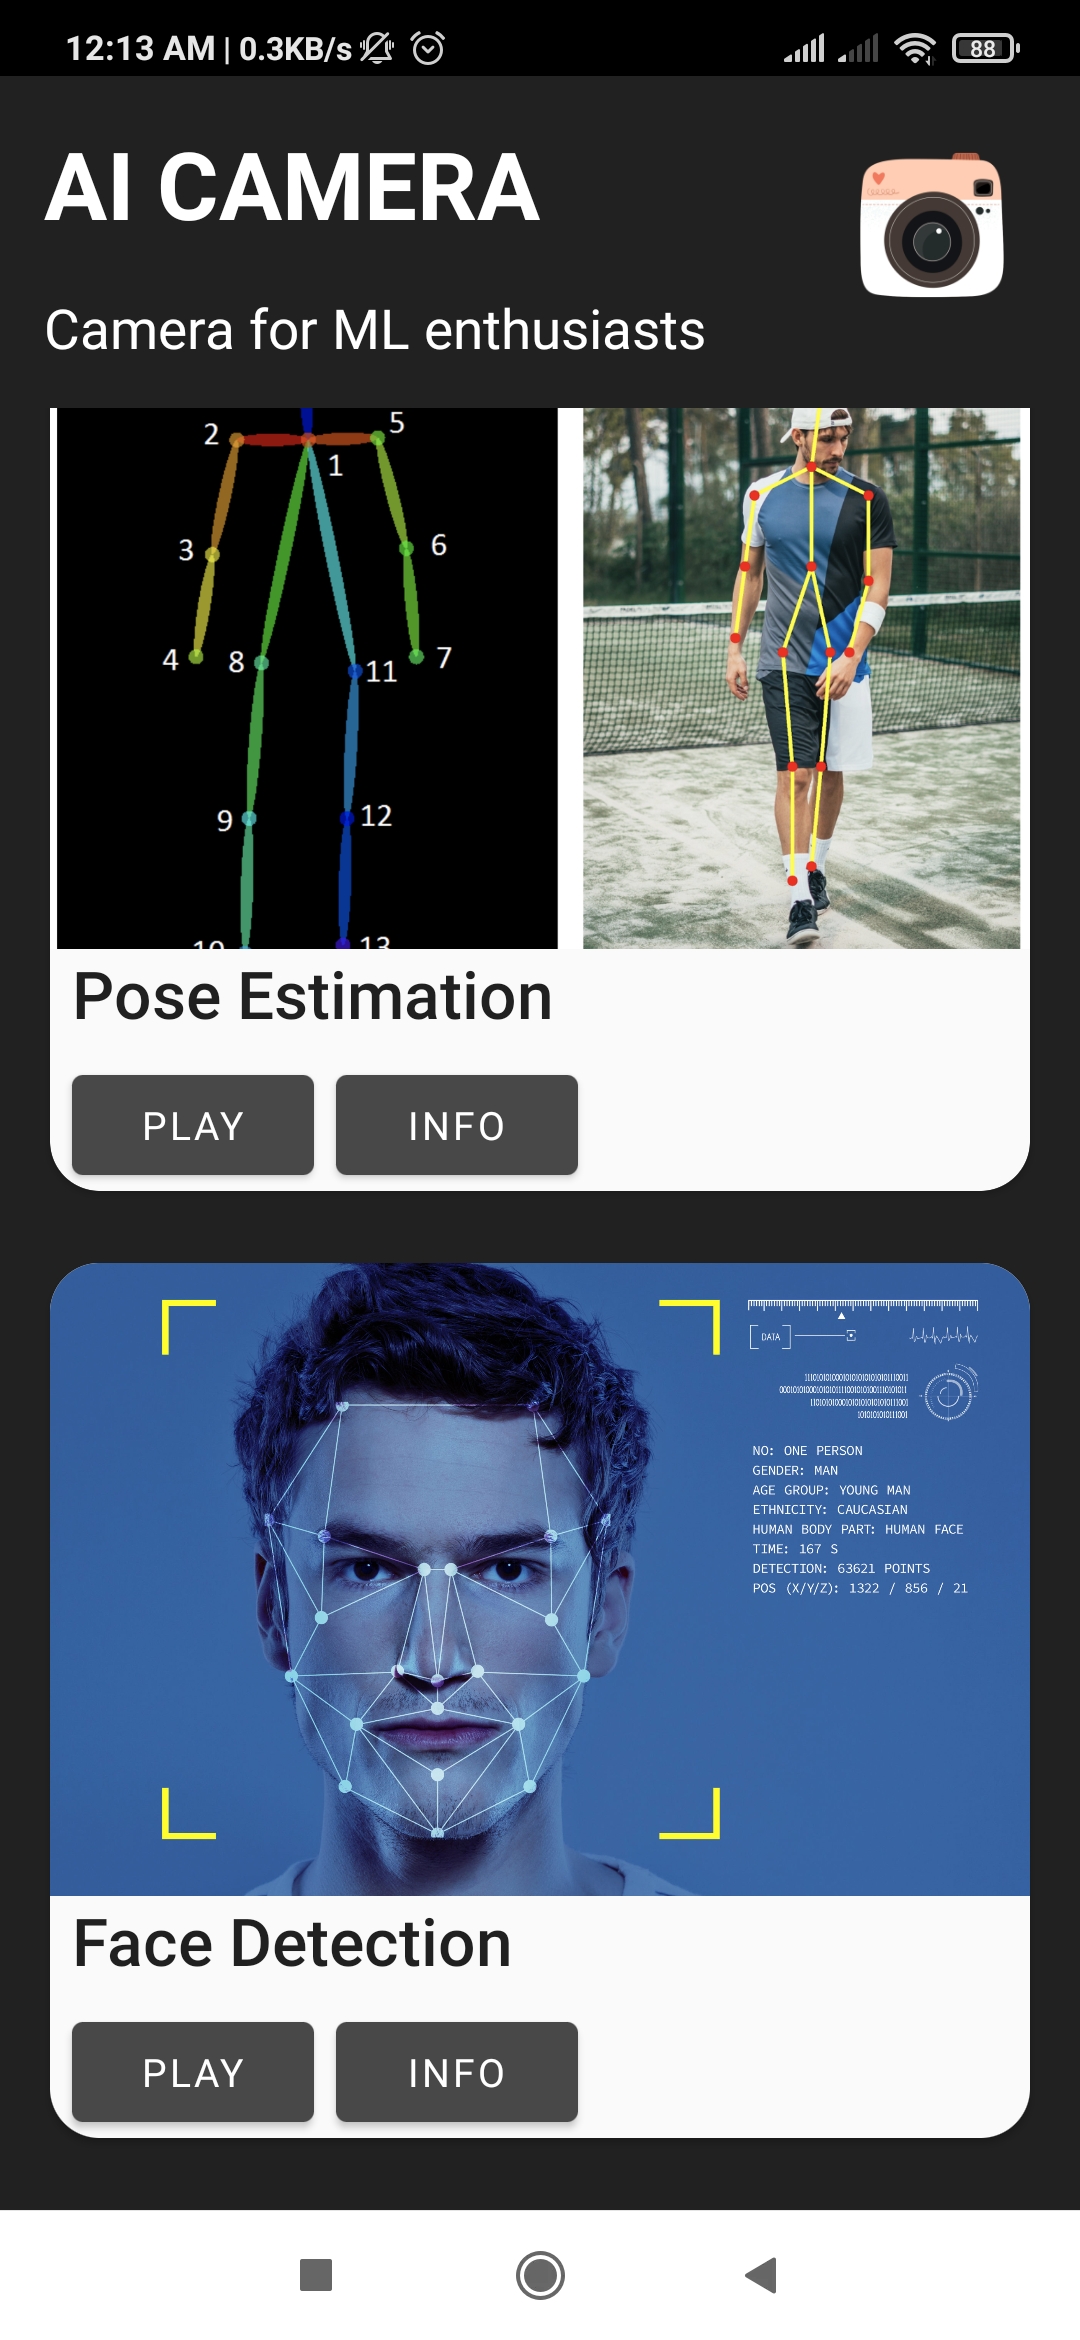 12:13 AM | 0.3KB/s
88
AI CAMERA
Camera for ML enthusiasts
2
5
1
3
6
4
8
11
7
9
12
10
13
Pose Estimation
PLAY
INFO
DATA
NO: ONE PERSON
GENDER: MAN
AGE GROUP: YOUNG MAN
ETHNICITY: CAUCASIAN
HUMAN BODY PART: HUMAN FACE
TIME: 167 S
DETECTION: 63621 POINTS
POS (X/Y/Z): 1322 / 856 / 21
Face Detection
PLAY
INFO